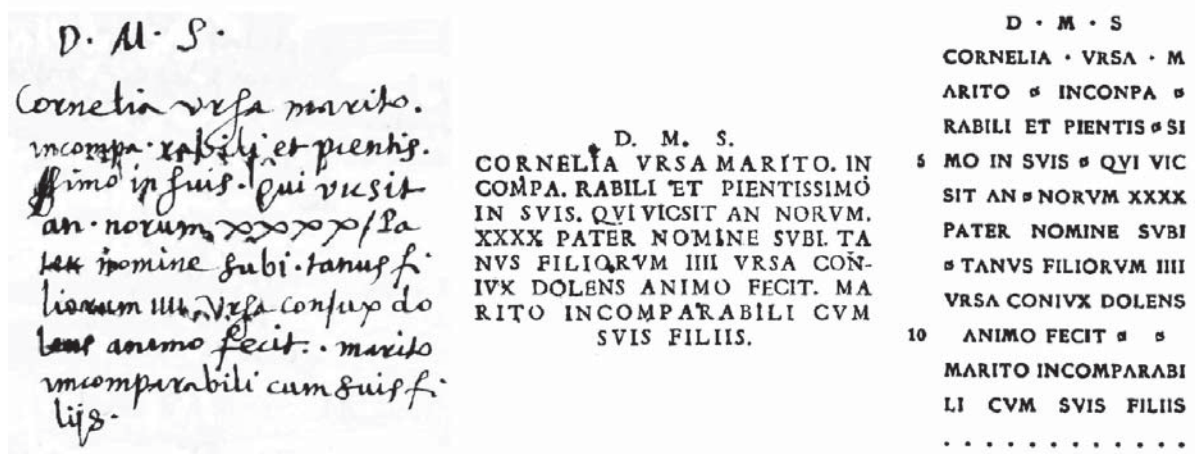 D. M. S.
Cornelia vrsa marito.
incompa. rabili et pientis.
simo in suis. qui vicsit
an. norum xxxx / Pa
ter nomine subi. tanus fi
liorum IIII, Vrsa coniux do
lens animo fecit. . marito
incomparabili cum suis fi
lijs.
D. M. S.
CORNELIA VRSA MARITO. IN
COMPA. RABILI ET PIENTISSIMO
IN SVIS. QVI VICSIT AN NORVM.
XXXX PATER NOMINE SVBI. TA
NVS FILIORVM IIII VRSA CON-
IVX DOLENS ANIMO FECIT. MA
RITO INCOMPARABILI CVM
SVIS FILIIS.
D · M · S
CORNELIA · VRSA · M
ARITO INCONPA
RABILI ET PIENTIS SI
5 MO IN SVIS QVI VIC
SIT AN NORVM XXXX
PATER NOMINE SVBI
TANVS FILIORVM IIII
VRSA CONIVX DOLENS
10 ANIMO FECIT
MARITO INCOMPARABI
LI CVM SVIS FILIIS
. . . . . . . . . . . .